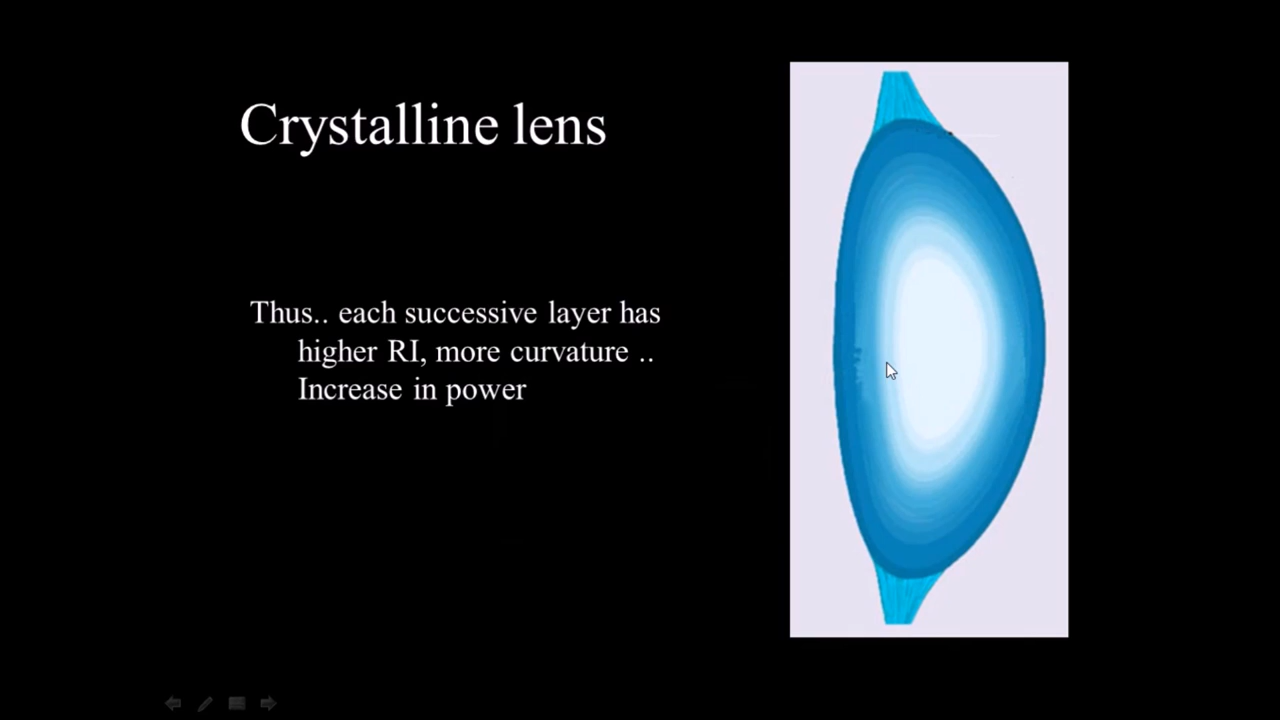 Crystalline lens
Thus.. each successive layer has
higher RI, more curvature ..
Increase in power